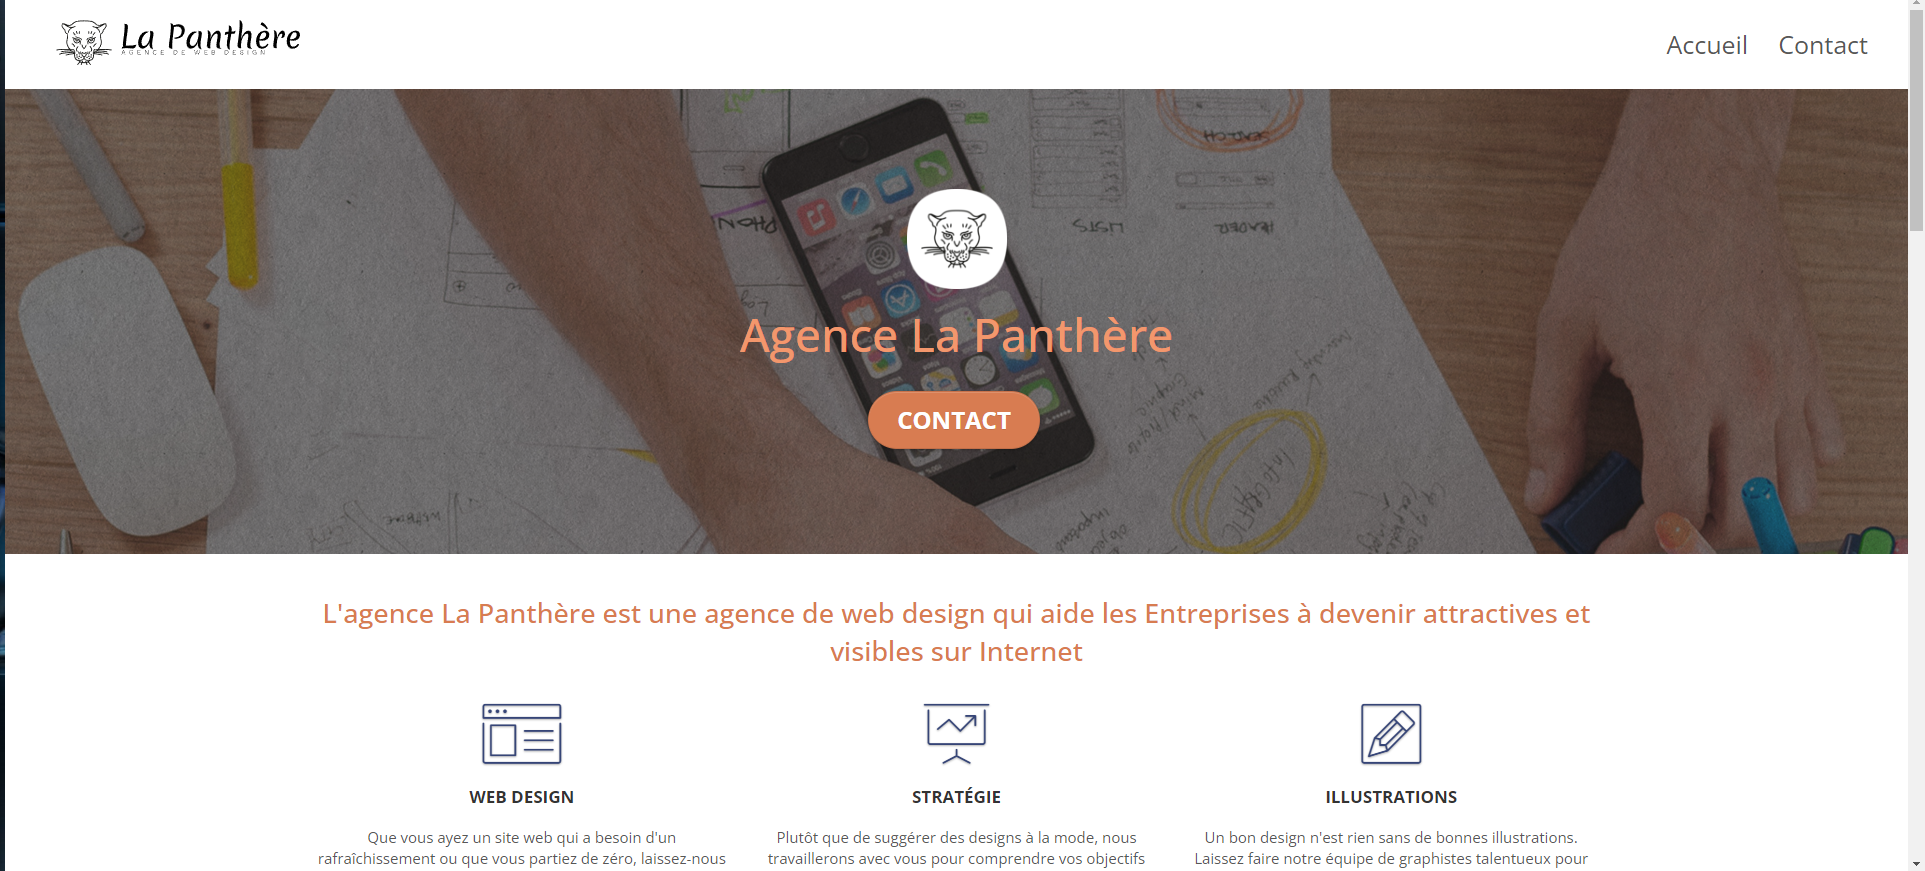 La Panthère
AGENCE DE WEB DESIGN
Accueil
Contact
SEARCH
LISTS
HEADER
Agence La Panthère
CONTACT
L'agence La Panthère est une agence de web design qui aide les Entreprises à devenir attractives et
visibles sur Internet
WEB DESIGN
STRATÉGIE
ILLUSTRATIONS
Que vous ayez un site web qui a besoin d'un
rafraîchissement ou que vous partiez de zéro, laissez-nous
Plutôt que de suggérer des designs à la mode, nous
travaillerons avec vous pour comprendre vos objectifs
Un bon design n'est rien sans de bonnes illustrations.
Laissez faire notre équipe de graphistes talentueux pour